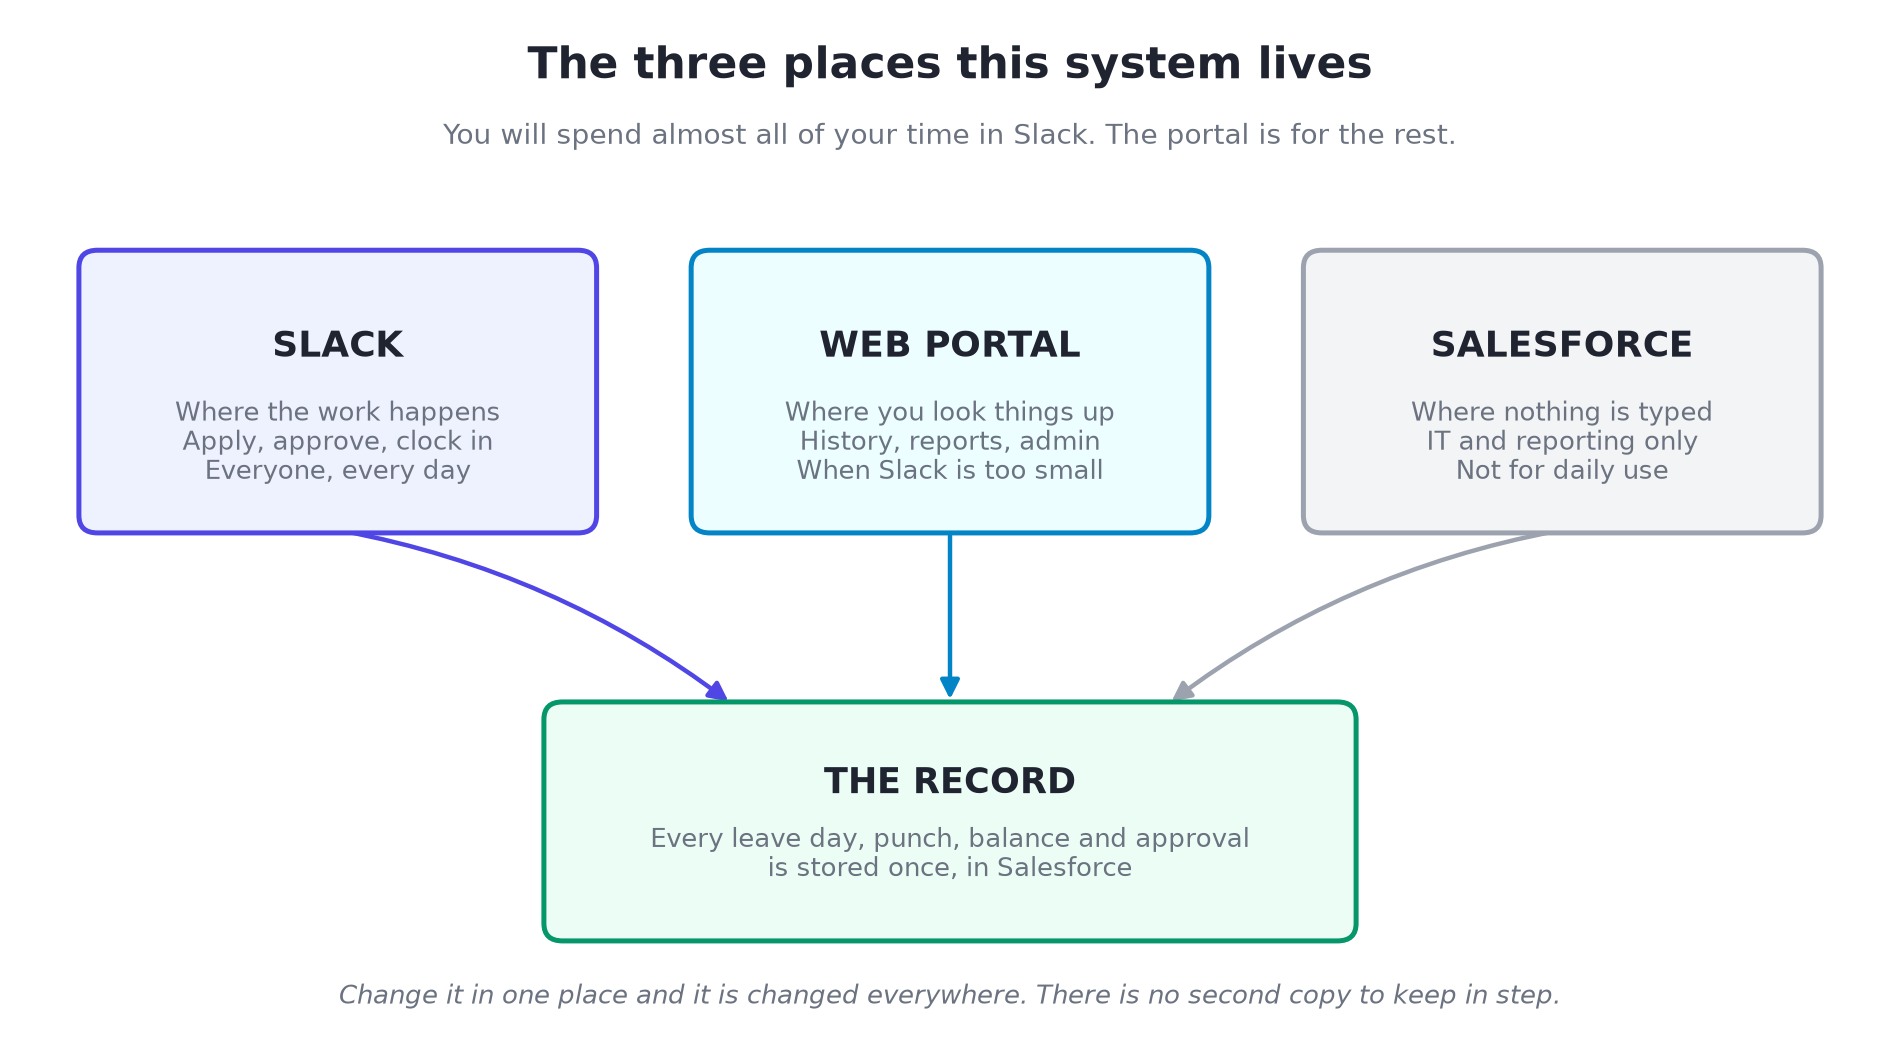 The three places this system lives
You will spend almost all of your time in Slack. The portal is for the rest.
SLACK
Where the work happens
Apply, approve, clock in
Everyone, every day
WEB PORTAL
Where you look things up
History, reports, admin
When Slack is too small
SALESFORCE
Where nothing is typed
IT and reporting only
Not for daily use
THE RECORD
Every leave day, punch, balance and approval
is stored once, in Salesforce
Change it in one place and it is changed everywhere. There is no second copy to keep in step.